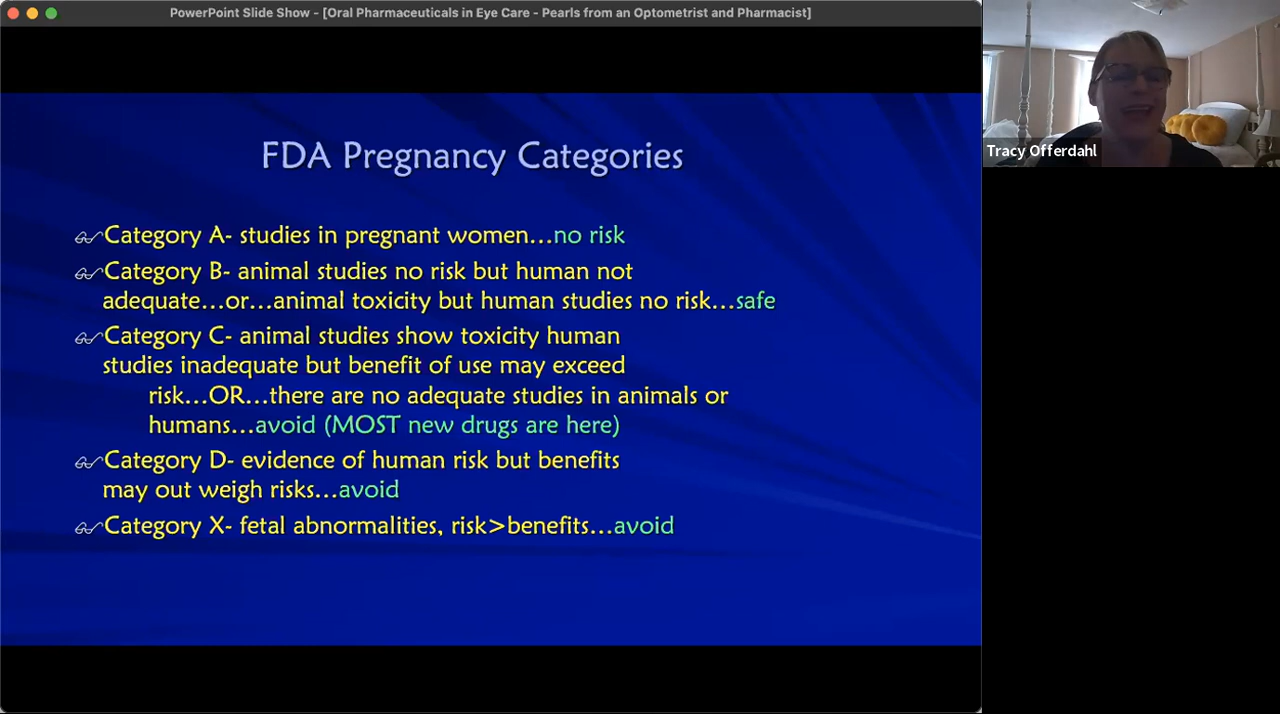 PowerPoint Slide Show - [Oral Pharmaceuticals in Eye Care - Pearls from an Optometrist and Pharmacist]
FDA Pregnancy Categories
Category A- studies in pregnant women...no risk
Category B- animal studies no risk but human not
adequate...or...animal toxicity but human studies no risk...safe
Category C- animal studies show toxicity human
studies inadequate but benefit of use may exceed
risk...OR...there are no adequate studies in animals or
humans...avoid (MOST new drugs are here)
Category D- evidence of human risk but benefits
may out weigh risks...avoid
Category X- fetal abnormalities, risk>benefits...avoid
Tracy Offerdahl